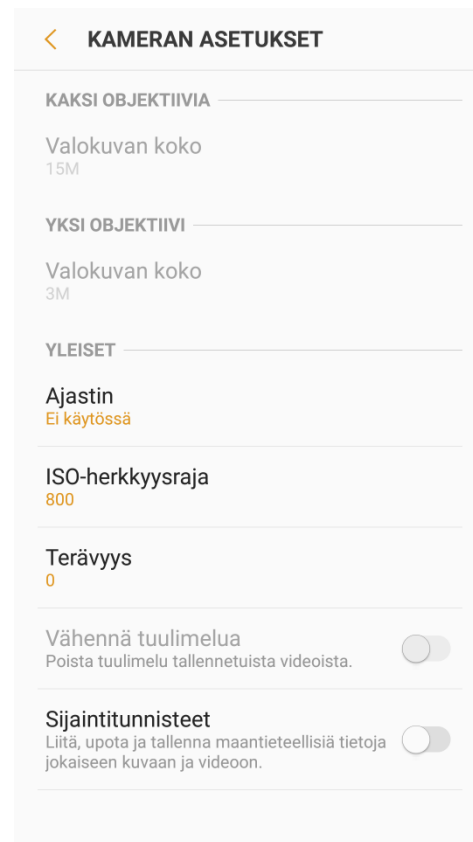 KAMERAN ASETUKSET
KAKSI OBJEKTIIVIA
Valokuvan koko
15M
YKSI OBJEKTIIVI
Valokuvan koko
3M
YLEISET
Ajastin
Ei käytössä
ISO-herkkyysraja
800
Terävyys
0
Vähennä tuulimelua
Poista tuulimelu tallennetuista videoista.
Sijaintitunnisteet
Liitä, upota ja tallenna maantieteellisiä tietoja
jokaiseen kuvaan ja videoon.